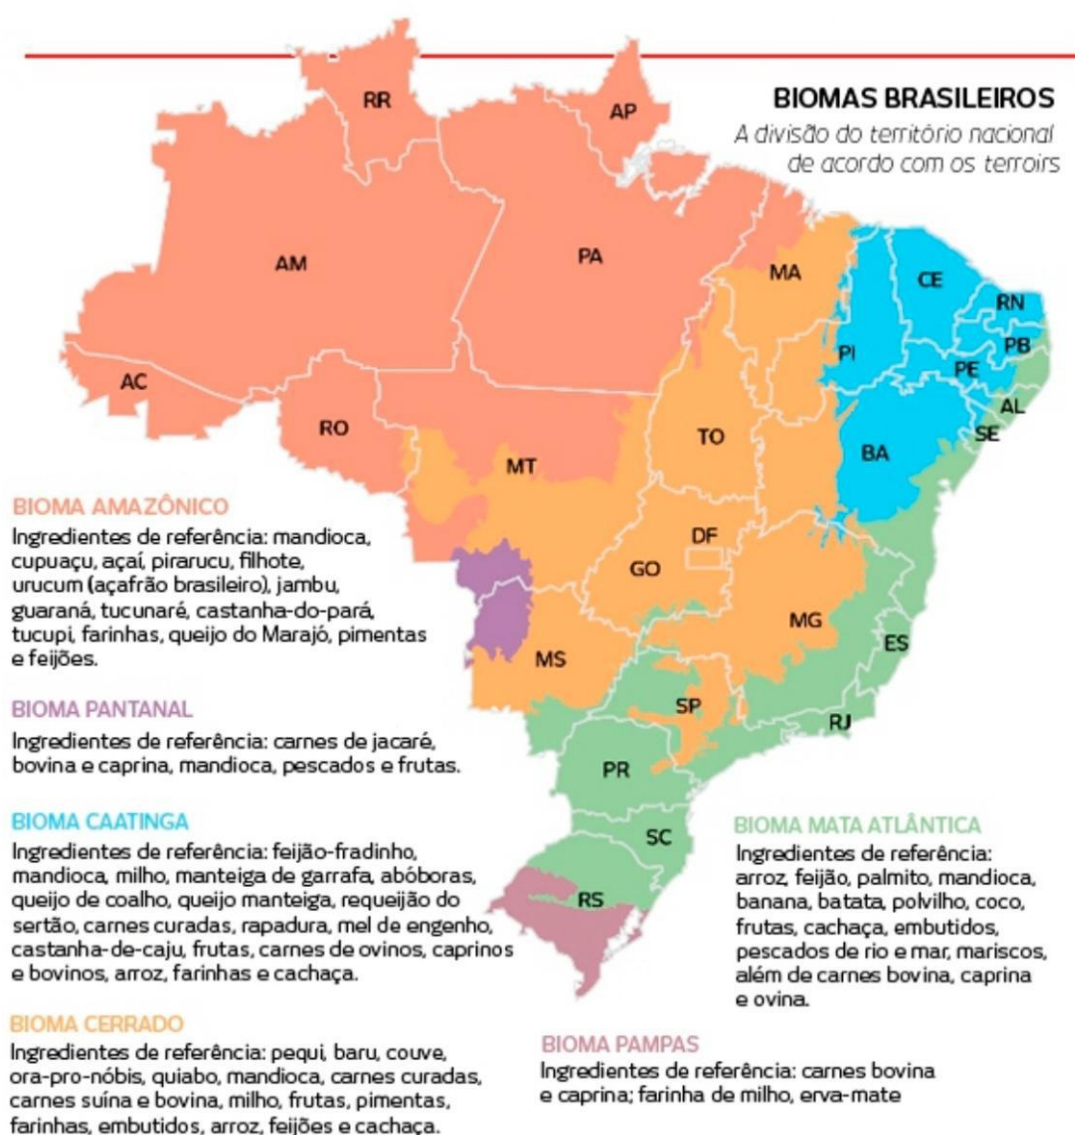 BIOMAS BRASILEIROS
A divisão do território nacional
de acordo com os terroirs
RR
AP
AM
PA
MA
CE
RN
PI
PB
PE
AC
AL
RO
TO
SE
BA
MT
DF
GO
MG
ES
MS
SP
RJ
PR
SC
RS
BIOMA AMAZÔNICO
Ingredientes de referência: mandioca,
cupuaçu, açaí, pirarucu, filhote,
urucum (açafrão brasileiro), jambu,
guaraná, tucunaré, castanha-do-pará,
tucupi, farinhas, queijo do Marajó, pimentas
e feijões.
BIOMA PANTANAL
Ingredientes de referência: carnes de jacaré,
bovina e caprina, mandioca, pescados e frutas.
BIOMA CAATINGA
Ingredientes de referência: feijão-fradinho,
mandioca, milho, manteiga de garrafa, abóboras,
queijo de coalho, queijo manteiga, requeijão do
sertão, carnes curadas, rapadura, mel de engenho,
castanha-de-caju, frutas, carnes de ovinos, caprinos
e bovinos, arroz, farinhas e cachaça.
BIOMA CERRADO
Ingredientes de referência: pequi, baru, couve,
ora-pro-nóbis, quiabo, mandioca, carnes curadas,
carnes suína e bovina, milho, frutas, pimentas,
farinhas, embutidos, arroz, feijões e cachaça.
BIOMA MATA ATLÂNTICA
Ingredientes de referência:
arroz, feijão, palmito, mandioca,
banana, batata, polvilho, coco,
frutas, cachaça, embutidos,
pescados de rio e mar, mariscos,
além de carnes bovina, caprina
e ovina.
BIOMA PAMPAS
Ingredientes de referência: carnes bovina
e caprina; farinha de milho, erva-mate